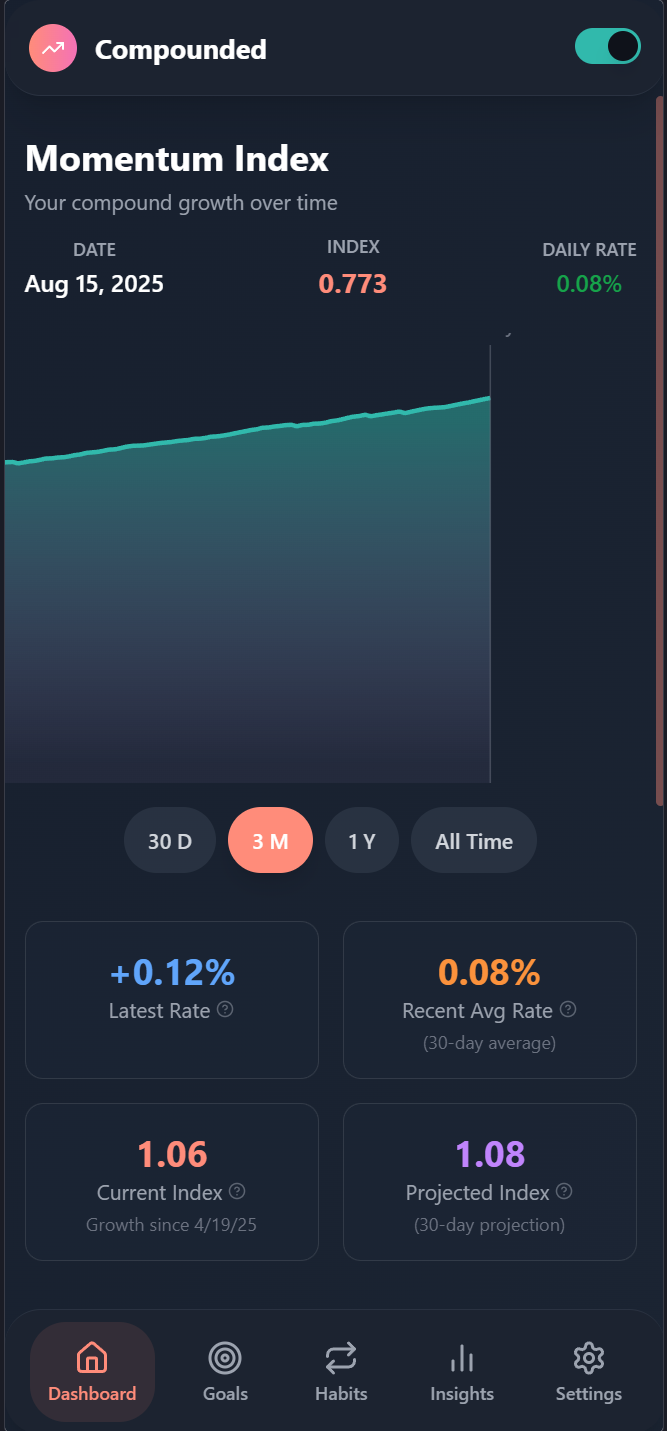 Compounded
Momentum Index
Your compound growth over time
DATE INDEX DAILY RATE
Aug 15, 2025 0.773 0.08%
30 D 3 M 1 Y All Time
+0.12% 0.08%
Latest Rate ? Recent Avg Rate ?
(30-day average)
1.06 1.08
Current Index ? Projected Index ?
Growth since 4/19/25 (30-day projection)
Dashboard Goals Habits Insights Settings